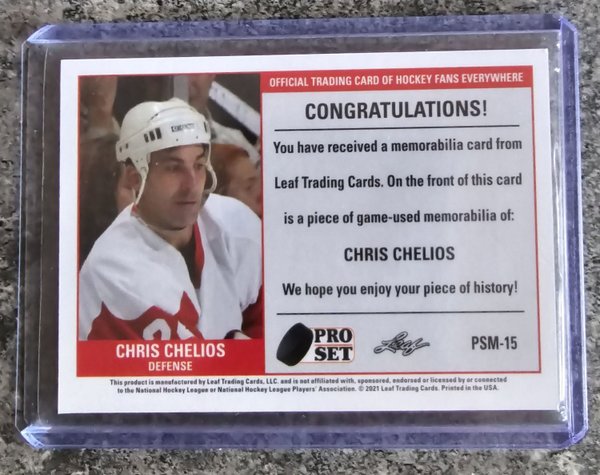 OFFICIAL TRADING CARD OF HOCKEY FANS EVERYWHERE
CONGRATULATIONS!
You have received a memorabilia card from
Leaf Trading Cards. On the front of this card
is a piece of game-used memorabilia of:
CHRIS CHELIOS
We hope you enjoy your piece of history!
PRO
SET
Leaf
PSM-15
CHRIS CHELIOS
DEFENSE
This product is manufactured by Leaf Trading Cards, LLC. and is not affiliated with, sponsored, endorsed or licensed by or connected
to the National Hockey League or National Hockey League Players' Association. © 2021 Leaf Trading Cards. Printed in the USA.